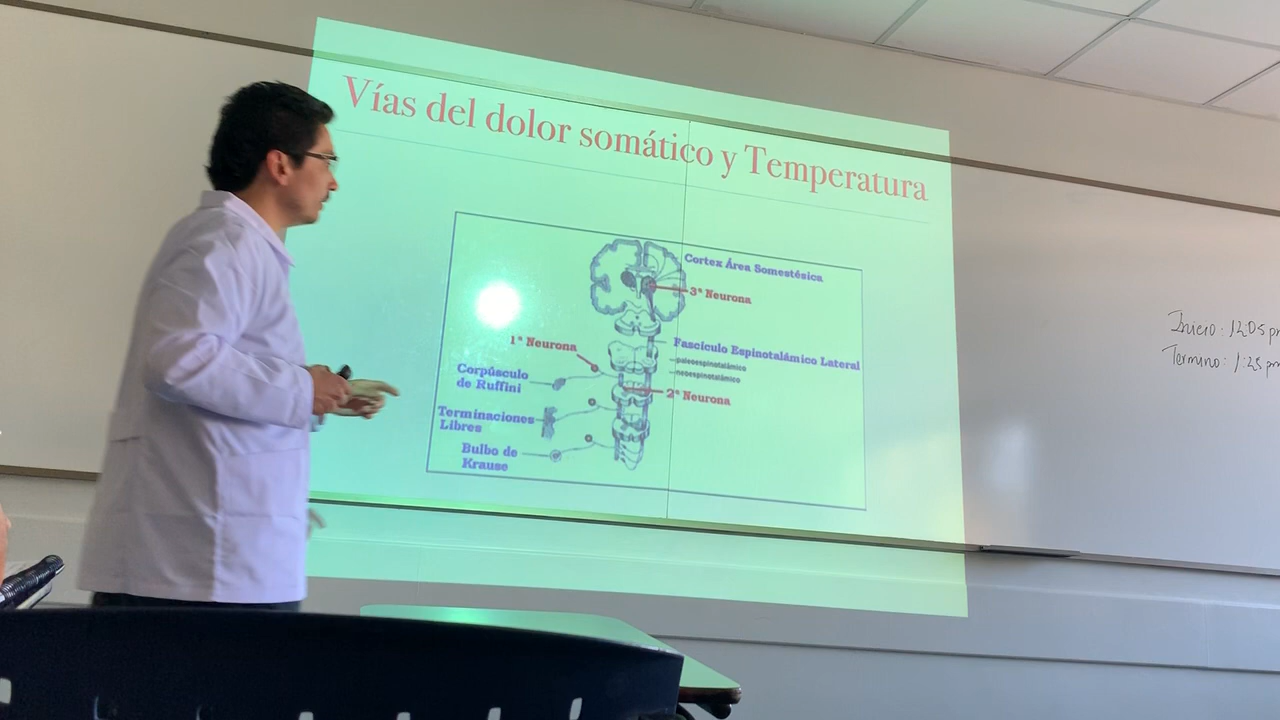 Vías del dolor somático y Temperatura
Cortex Área Somestésica
3ª Neurona
1ª Neurona
Fascículo Espinotalámico Lateral
paleoespinotalámico
neoespinotalámico
Corpúsculo
de Ruffini
2ª Neurona
Terminaciones
Libres
Bulbo de
Krause
Inicio: 12:05 pm
Termino: 1:25 pm